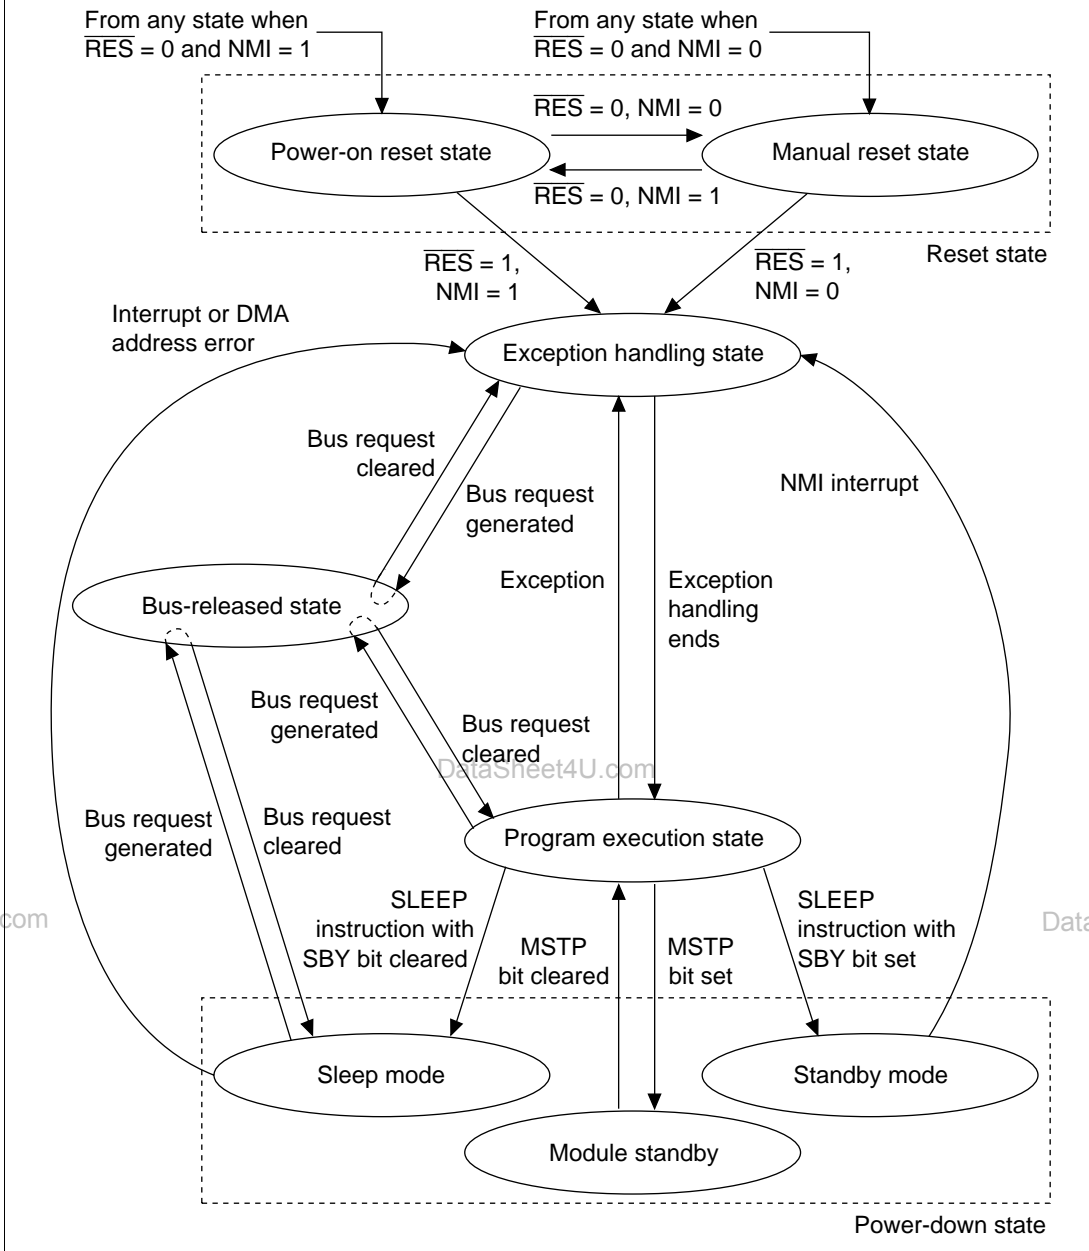 From any state when
RES = 0 and NMI = 1
From any state when
RES = 0 and NMI = 0
RES = 0, NMI = 0
Power-on reset state
Manual reset state
RES = 0, NMI = 1
Reset state
RES = 1,
NMI = 1
RES = 1,
NMI = 0
Interrupt or DMA
address error
Exception handling state
Bus request
cleared
Bus request
generated
NMI interrupt
Exception
Exception
handling
ends
Bus-released state
Bus request
generated
Bus request
cleared
DataSheet4U.com
Bus request
generated
Bus request
cleared
Program execution state
SLEEP
instruction with
SBY bit cleared
MSTP
bit cleared
MSTP
bit set
SLEEP
instruction with
SBY bit set
com
Data
Sleep mode
Standby mode
Module standby
Power-down state